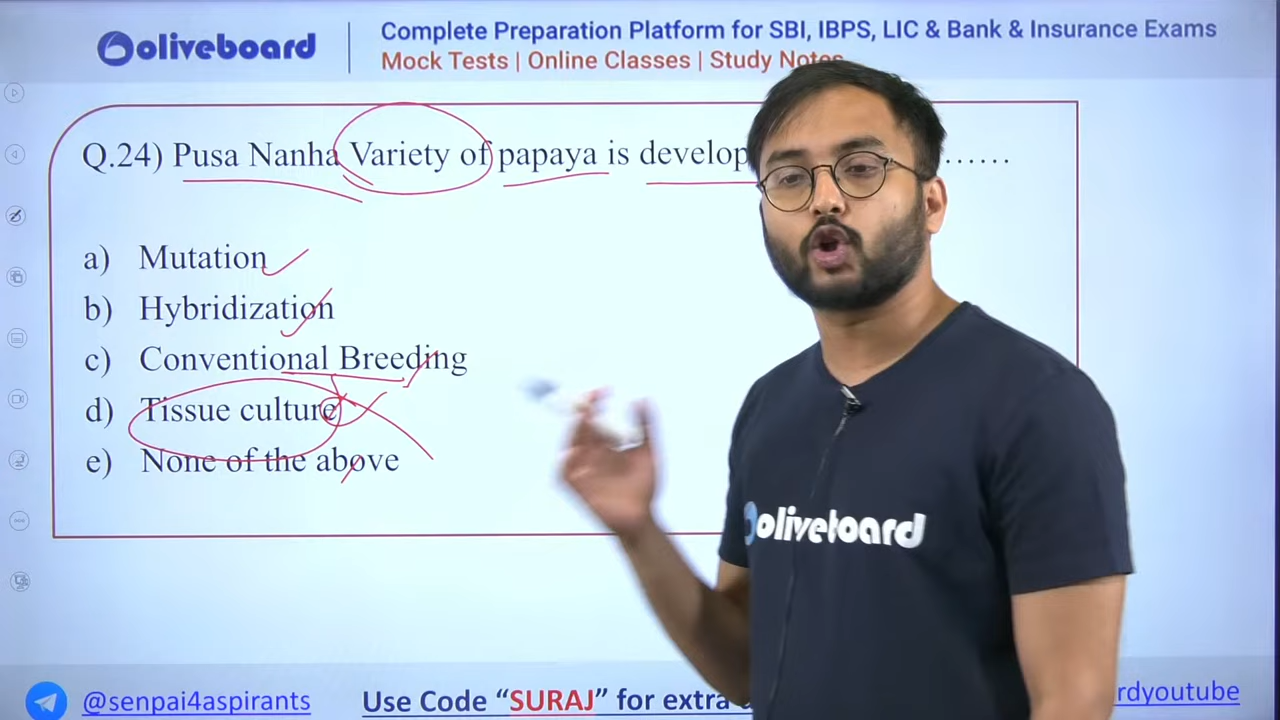 oliveboard
Complete Preparation Platform for SBI, IBPS, LIC & Bank & Insurance Exams
Mock Tests | Online Classes | Study Notes
Q.24) Pusa Nanha Variety of papaya is develop ......
a) Mutation
b) Hybridization
c) Conventional Breeding
d) Tissue culture
e) None of the above
oliveboard
@senpai4aspirants
Use Code “SURAJ” for extra
rdyoutube